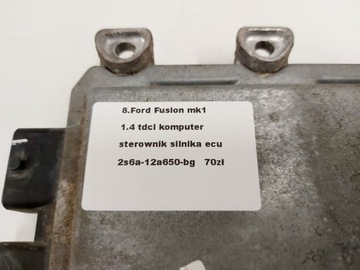 8.Ford Fusion mk1
1.4 tdci komputer
sterownik silnika ecu
2s6a-12a650-bg 70zł